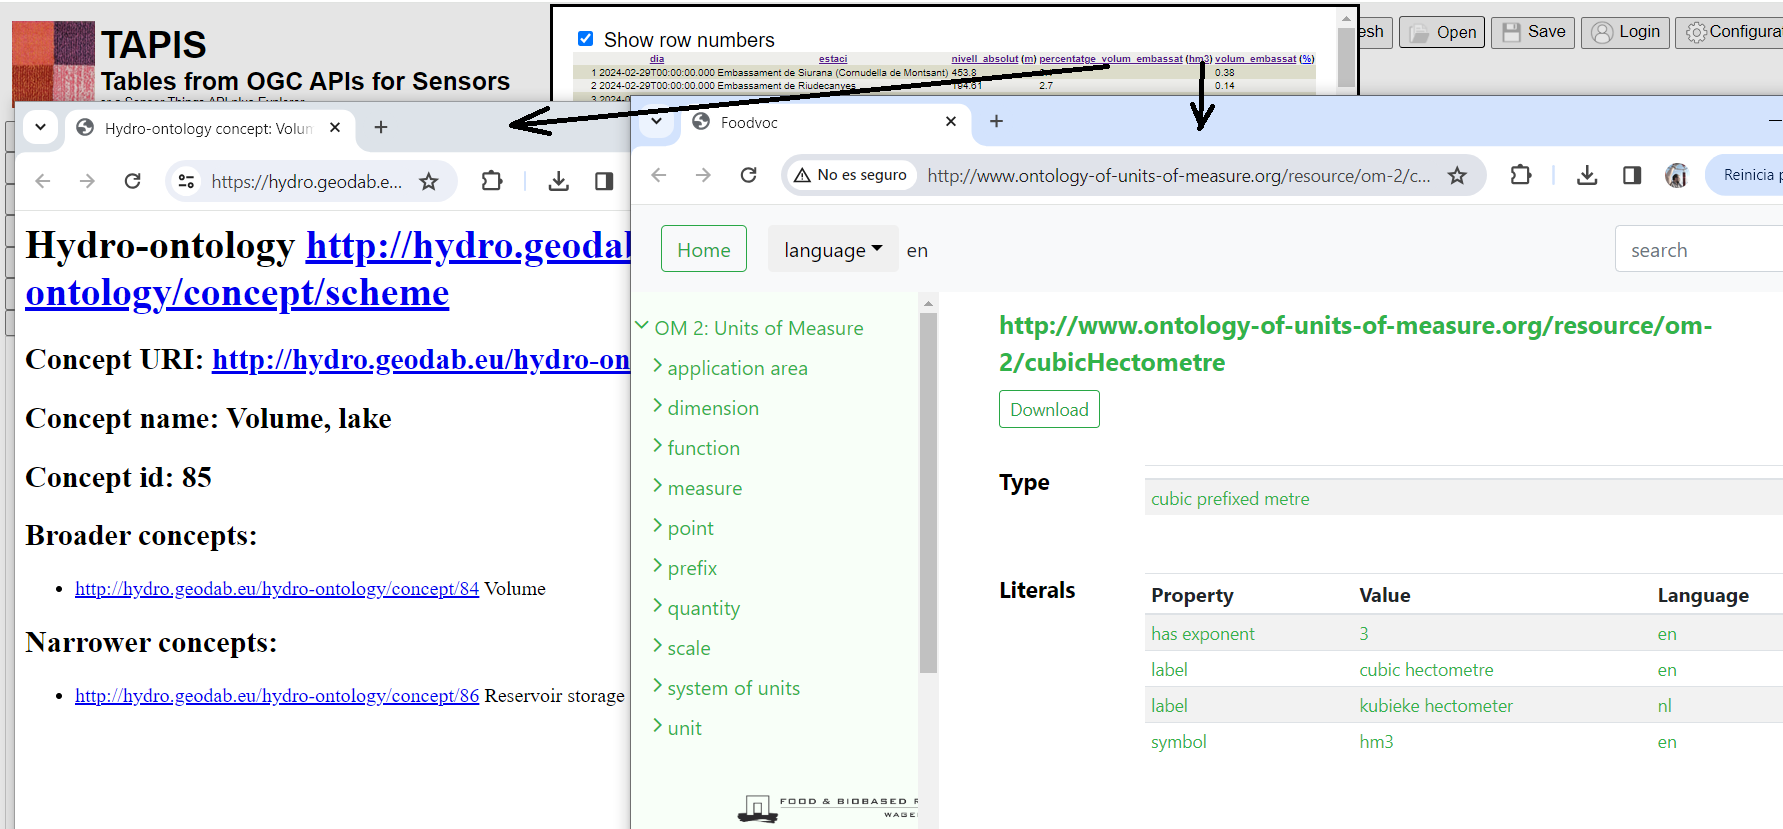 TAPIS
Tables from OGC APIs for Sensors
Show row numbers
Open
Save
Login
dia estaci nivell_absolut (m) percentatge_volum_embassat (hm3) volum_embassat (%)
1 2024-02-29T00:00:00.000 Embassament de Siurana (Cornudella de Montsant) 453.8 0.38
2 2024-02-29T00:00:00.000 Embassament de Riudecanyes 194.61 2.7 0.14
Hydro-ontology concept: Volum
https://hydro.geodab.e...
Hydro-ontology http://hydro.geodab
ontology/concept/scheme
Concept URI: http://hydro.geodab.eu/hydro-on
Concept name: Volume, lake
Concept id: 85
Broader concepts:
http://hydro.geodab.eu/hydro-ontology/concept/84 Volume
Narrower concepts:
http://hydro.geodab.eu/hydro-ontology/concept/86 Reservoir storage
Foodvoc
No es seguro http://www.ontology-of-units-of-measure.org/resource/om-2/c...
Reinicia
Home language en search
OM 2: Units of Measure
application area
dimension
function
measure
point
prefix
quantity
scale
system of units
unit
FOOD & BIOBASED
http://www.ontology-of-units-of-measure.org/resource/om-
2/cubicHectometre
Download
Type
cubic prefixed metre
Literals
Property Value Language
has exponent 3 en
label cubic hectometre en
label kubieke hectometer nl
symbol hm3 en